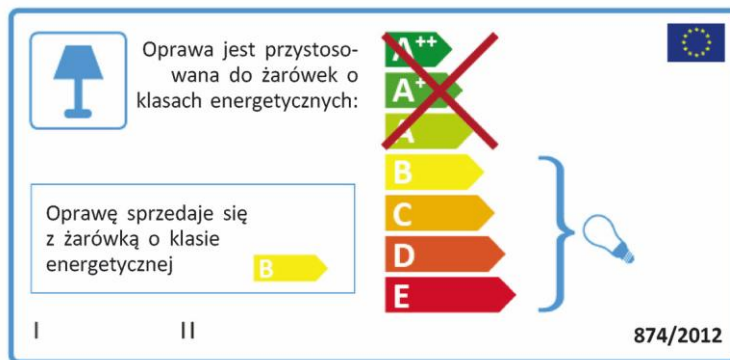 Oprawa jest przystoso-
wana do żarówek o
klasach energetycznych:
A++
A+
A
B
C
D
E
Oprawę sprzedaje się
z żarówką o klasie
energetycznej
B
I II
874/2012